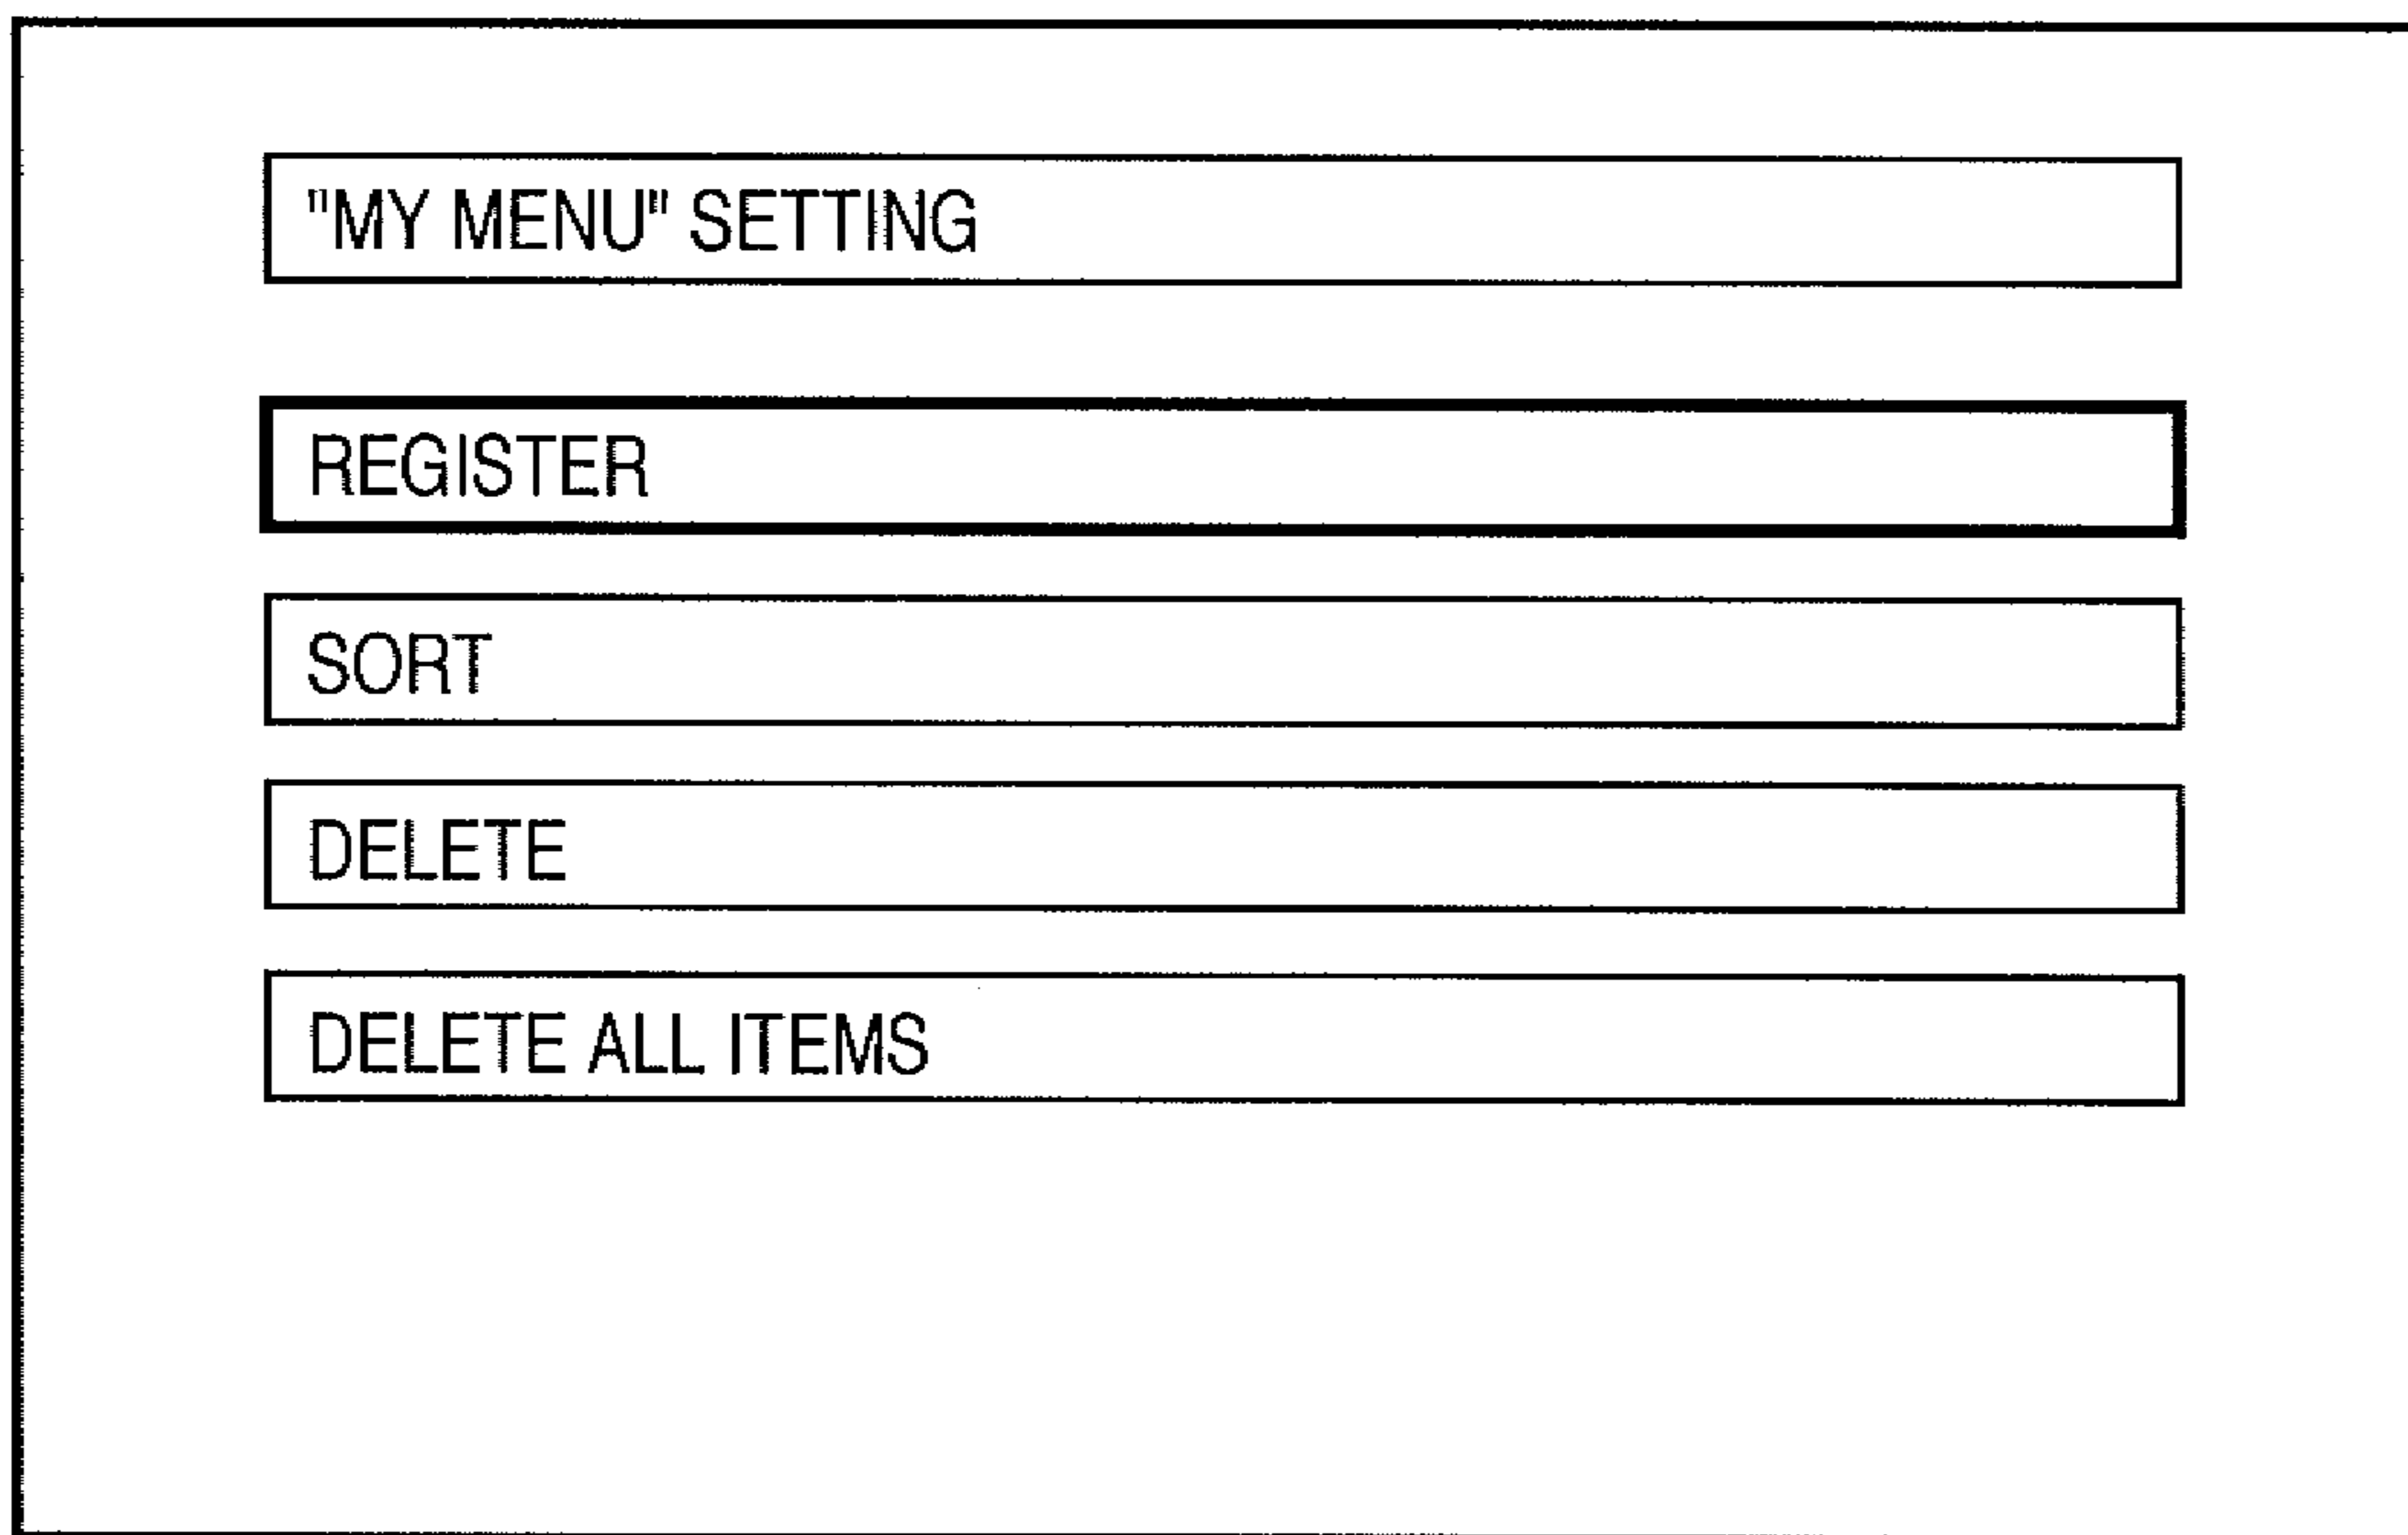 "MY MENU" SETTING
REGISTER
SORT
DELETE
DELETE ALL ITEMS